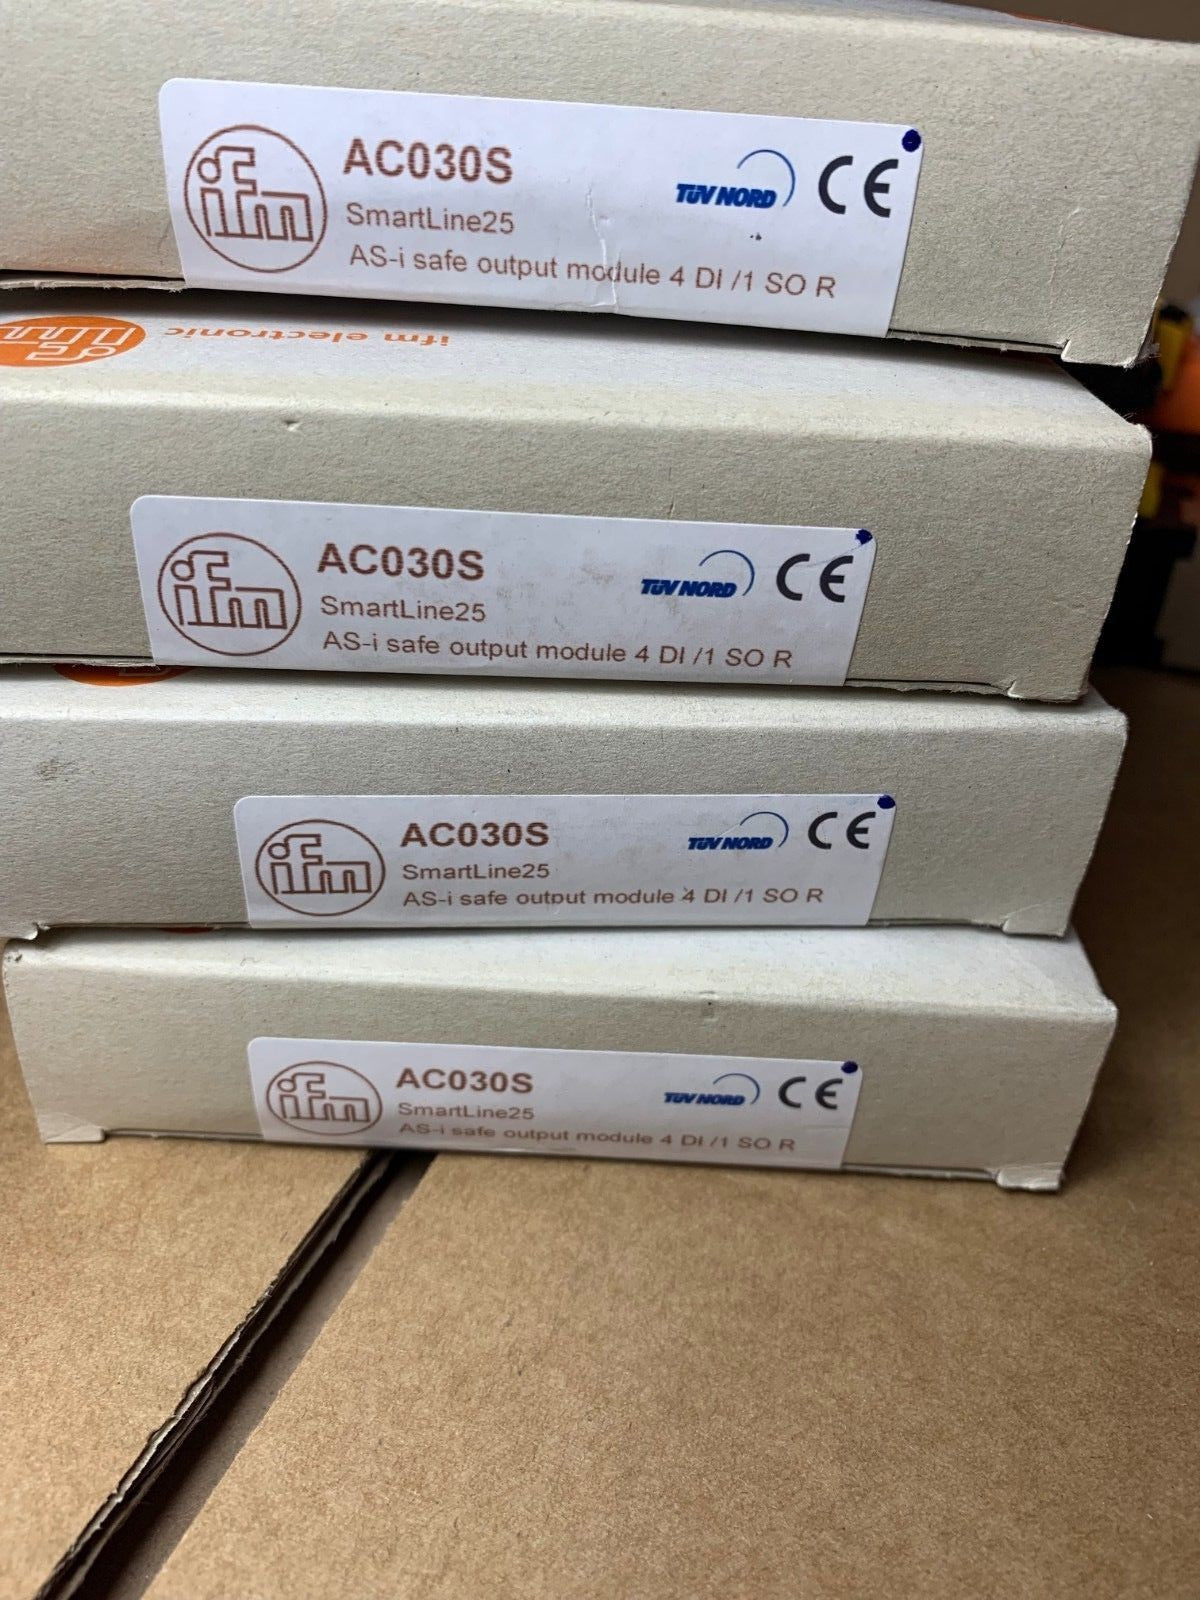 ifm
AC030S
TÜV NORD
CE
SmartLine25
AS-i safe output module 4 DI /1 SO R
ifm
ifm electronic
ifm
AC030S
TÜV NORD
CE
SmartLine25
AS-i safe output module 4 DI /1 SO R
ifm
AC030S
TÜV NORD
CE
SmartLine25
AS-i safe output module 4 DI /1 SO R
ifm
AC030S
TÜV NORD
CE
SmartLine25
AS-i safe output module 4 DI /1 SO R